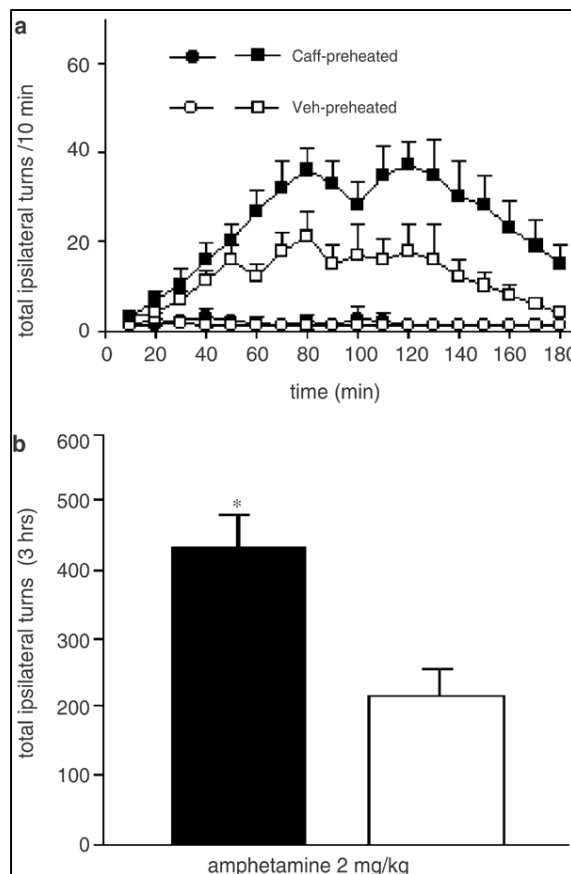 a
total ipsilateral turns /10 min
60
40
20
0
Caff-preheated
Veh-preheated
0 20 40 60 80 100 120 140 160 180
time (min)
b
total ipsilateral turns (3 hrs)
600
500
400
200
100
0
*
amphetamine 2 mg/kg